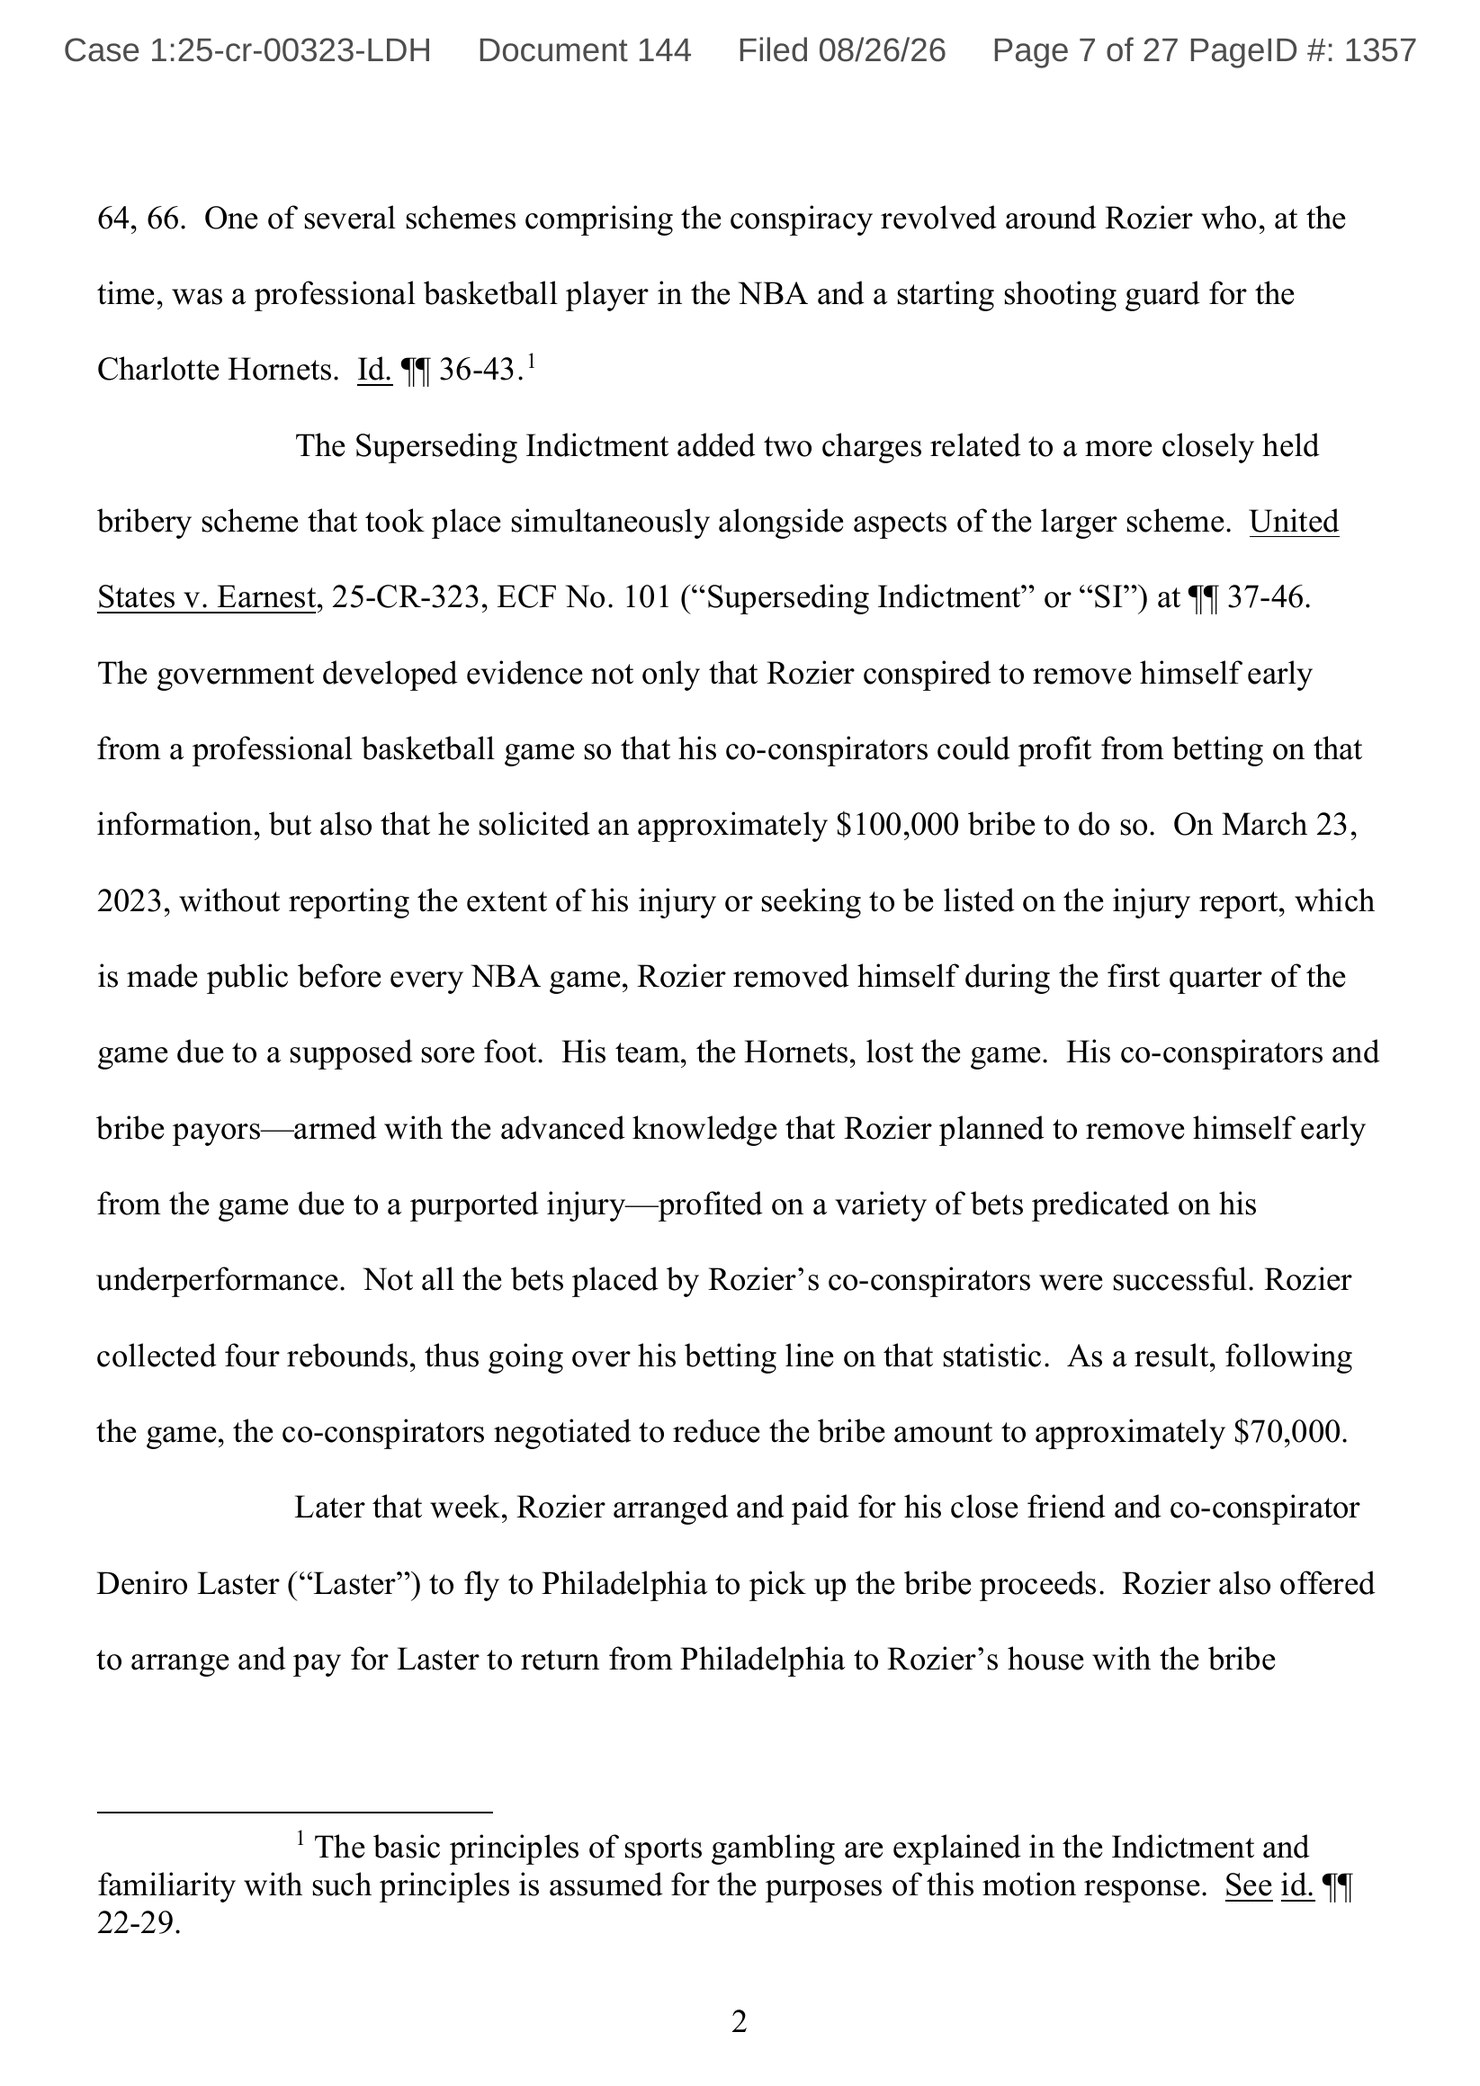 Case 1:25-cr-00323-LDH Document 144 Filed 08/26/26 Page 7 of 27 PageID #: 1357
64, 66. One of several schemes comprising the conspiracy revolved around Rozier who, at the
time, was a professional basketball player in the NBA and a starting shooting guard for the
Charlotte Hornets. Id. ¶¶ 36-43.1
The Superseding Indictment added two charges related to a more closely held
bribery scheme that took place simultaneously alongside aspects of the larger scheme. United
States v. Earnest, 25-CR-323, ECF No. 101 (“Superseding Indictment” or “SI”) at ¶¶ 37-46.
The government developed evidence not only that Rozier conspired to remove himself early
from a professional basketball game so that his co-conspirators could profit from betting on that
information, but also that he solicited an approximately $100,000 bribe to do so. On March 23,
2023, without reporting the extent of his injury or seeking to be listed on the injury report, which
is made public before every NBA game, Rozier removed himself during the first quarter of the
game due to a supposed sore foot. His team, the Hornets, lost the game. His co-conspirators and
bribe payors—armed with the advanced knowledge that Rozier planned to remove himself early
from the game due to a purported injury—profited on a variety of bets predicated on his
underperformance. Not all the bets placed by Rozier’s co-conspirators were successful. Rozier
collected four rebounds, thus going over his betting line on that statistic. As a result, following
the game, the co-conspirators negotiated to reduce the bribe amount to approximately $70,000.
Later that week, Rozier arranged and paid for his close friend and co-conspirator
Deniro Laster (“Laster”) to fly to Philadelphia to pick up the bribe proceeds. Rozier also offered
to arrange and pay for Laster to return from Philadelphia to Rozier’s house with the bribe
1 The basic principles of sports gambling are explained in the Indictment and
familiarity with such principles is assumed for the purposes of this motion response. See id. ¶¶
22-29.
2